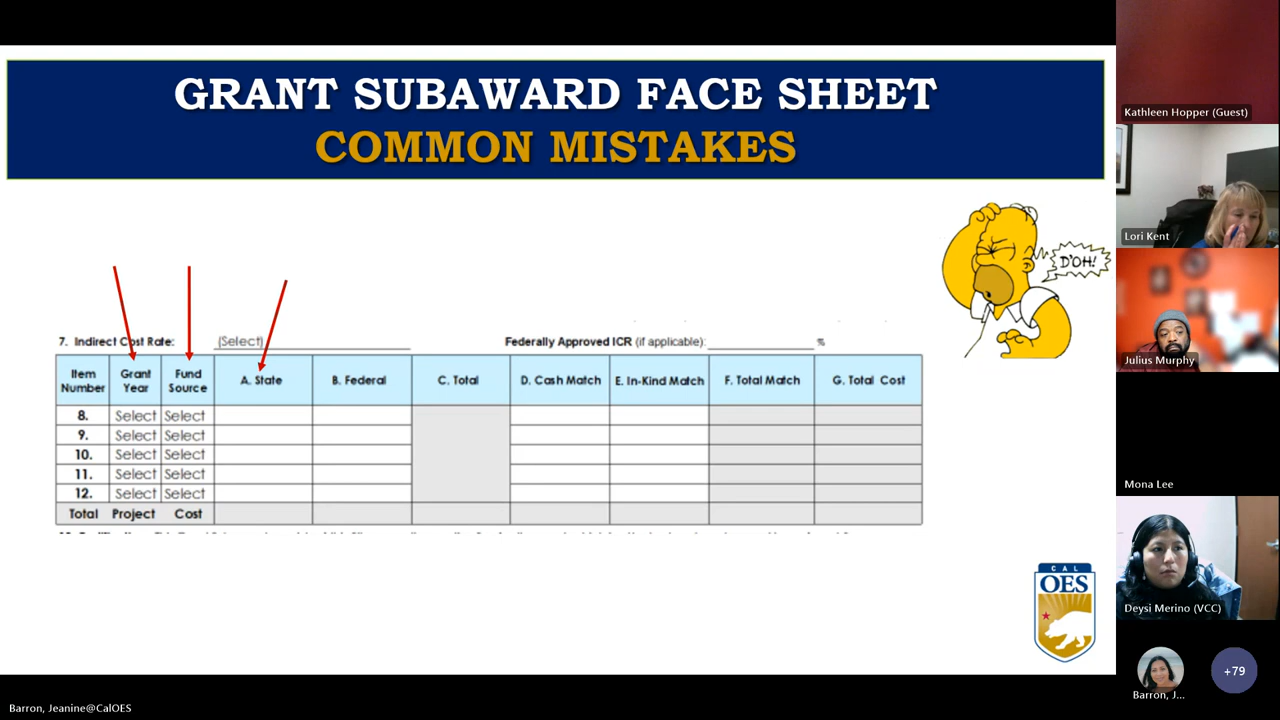 GRANT SUBAWARD FACE SHEET
COMMON MISTAKES
D'OH!
7. Indirect Cost Rate: (Select) Federally Approved ICR (if applicable): %
Item Number Grant Year Fund Source A. State B. Federal C. Total D. Cash Match E. In-Kind Match F. Total Match G. Total Cost
8. Select Select
9. Select Select
10. Select Select
11. Select Select
12. Select Select
Total Project Cost
CAL
OES
Kathleen Hopper (Guest)
Lori Kent
Julius Murphy
Mona Lee
Deysi Merino (VCC)
Barron, J...
+79
Barron, Jeanine@CalOES